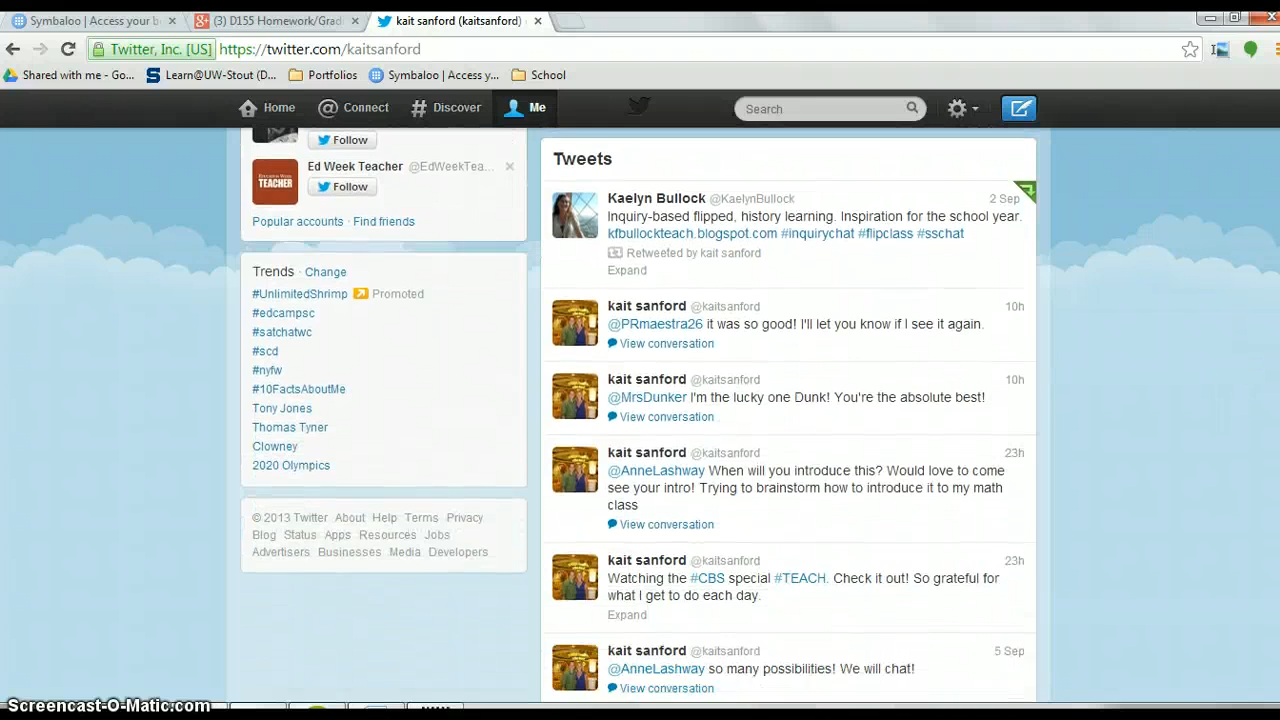 Symbaloo | Access your b
(3) D155 Homework/Grad
kait sanford (kaitsanford)
Twitter, Inc. [US] https://twitter.com/kaitsanford
Shared with me - Go...
Learn@UW-Stout (D...
Portfolios
Symbaloo | Access y...
School
Home
Connect
Discover
Me
Search
Follow
Ed Week Teacher @EdWeekTea...
TEACHER
Follow
Popular accounts · Find friends
Trends · Change
#UnlimitedShrimp Promoted
#edcampsc
#satchatwc
#scd
#nyfw
#10FactsAboutMe
Tony Jones
Thomas Tyner
Clowney
2020 Olympics
© 2013 Twitter About Help Terms Privacy
Blog Status Apps Resources Jobs
Advertisers Businesses Media Developers
Tweets
Kaelyn Bullock @KaelynBullock 2 Sep
Inquiry-based flipped, history learning. Inspiration for the school year.
kfbullockteach.blogspot.com #inquirychat #flipclass #sschat
Retweeted by kait sanford
Expand
kait sanford @kaitsanford 10h
@PRmaestra26 it was so good! I'll let you know if I see it again.
View conversation
kait sanford @kaitsanford 10h
@MrsDunker I'm the lucky one Dunk! You're the absolute best!
View conversation
kait sanford @kaitsanford 23h
@AnneLashway When will you introduce this? Would love to come
see your intro! Trying to brainstorm how to introduce it to my math
class
View conversation
kait sanford @kaitsanford 23h
Watching the #CBS special #TEACH. Check it out! So grateful for
what I get to do each day.
Expand
kait sanford @kaitsanford 5 Sep
@AnneLashway so many possibilities! We will chat!
View conversation
Screencast-O-Matic.com